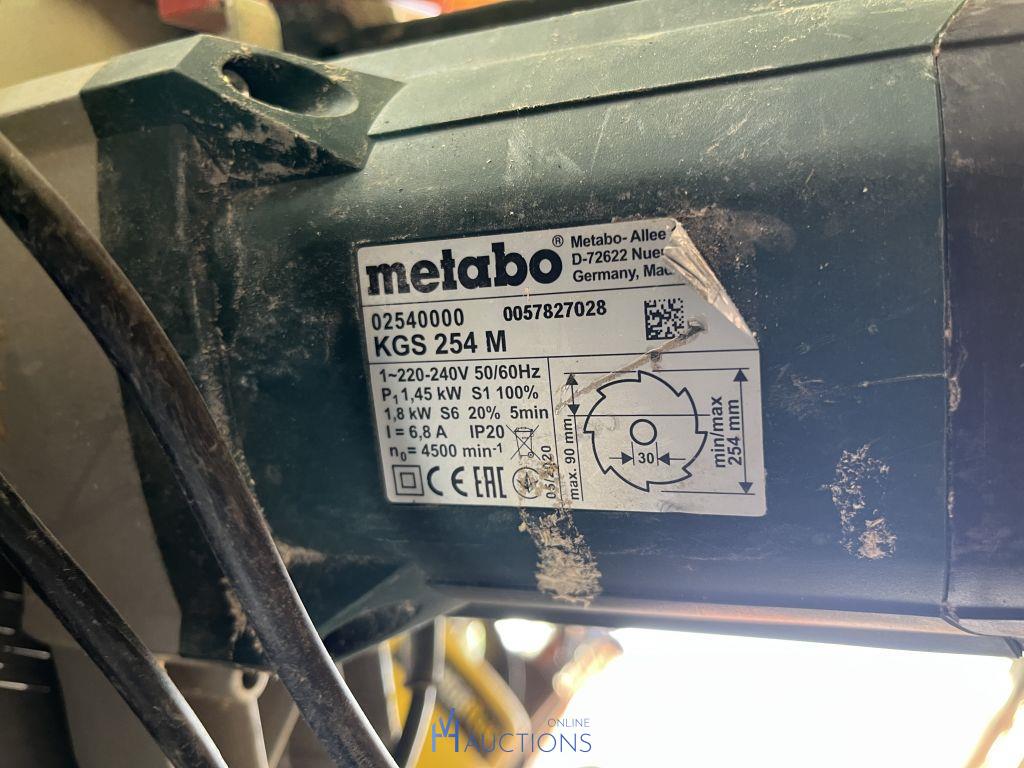 metabo®
Metabo-Allee
D-72622
Germany,
02540000 0057827028
KGS 254 M
1~220-240V 50/60Hz
P1 1,45 kW S1 100%
1,8 kW S6 20% 5min
I = 6,8 A IP20
n0= 4500 min-1
CE EAC
05/2020
max. 90 mm
30
min/max
254 mm
ONLINE
AUCTIONS